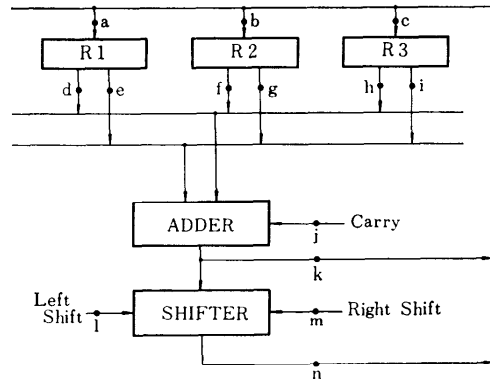 a b c
R1 R2 R3
d e f g h i
ADDER
Carry
j
k
Left
Shift
l
SHIFTER
m
Right Shift
n